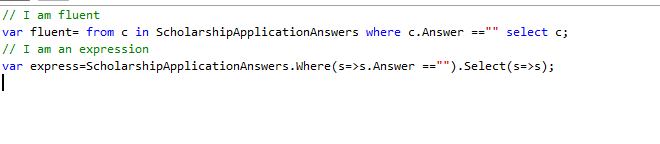 // I am fluent
var fluent= from c in ScholarshipApplicationAnswers where c.Answer =="" select c;
// I am an expression
var express=ScholarshipApplicationAnswers.Where(s=>s.Answer =="").Select(s=>s);